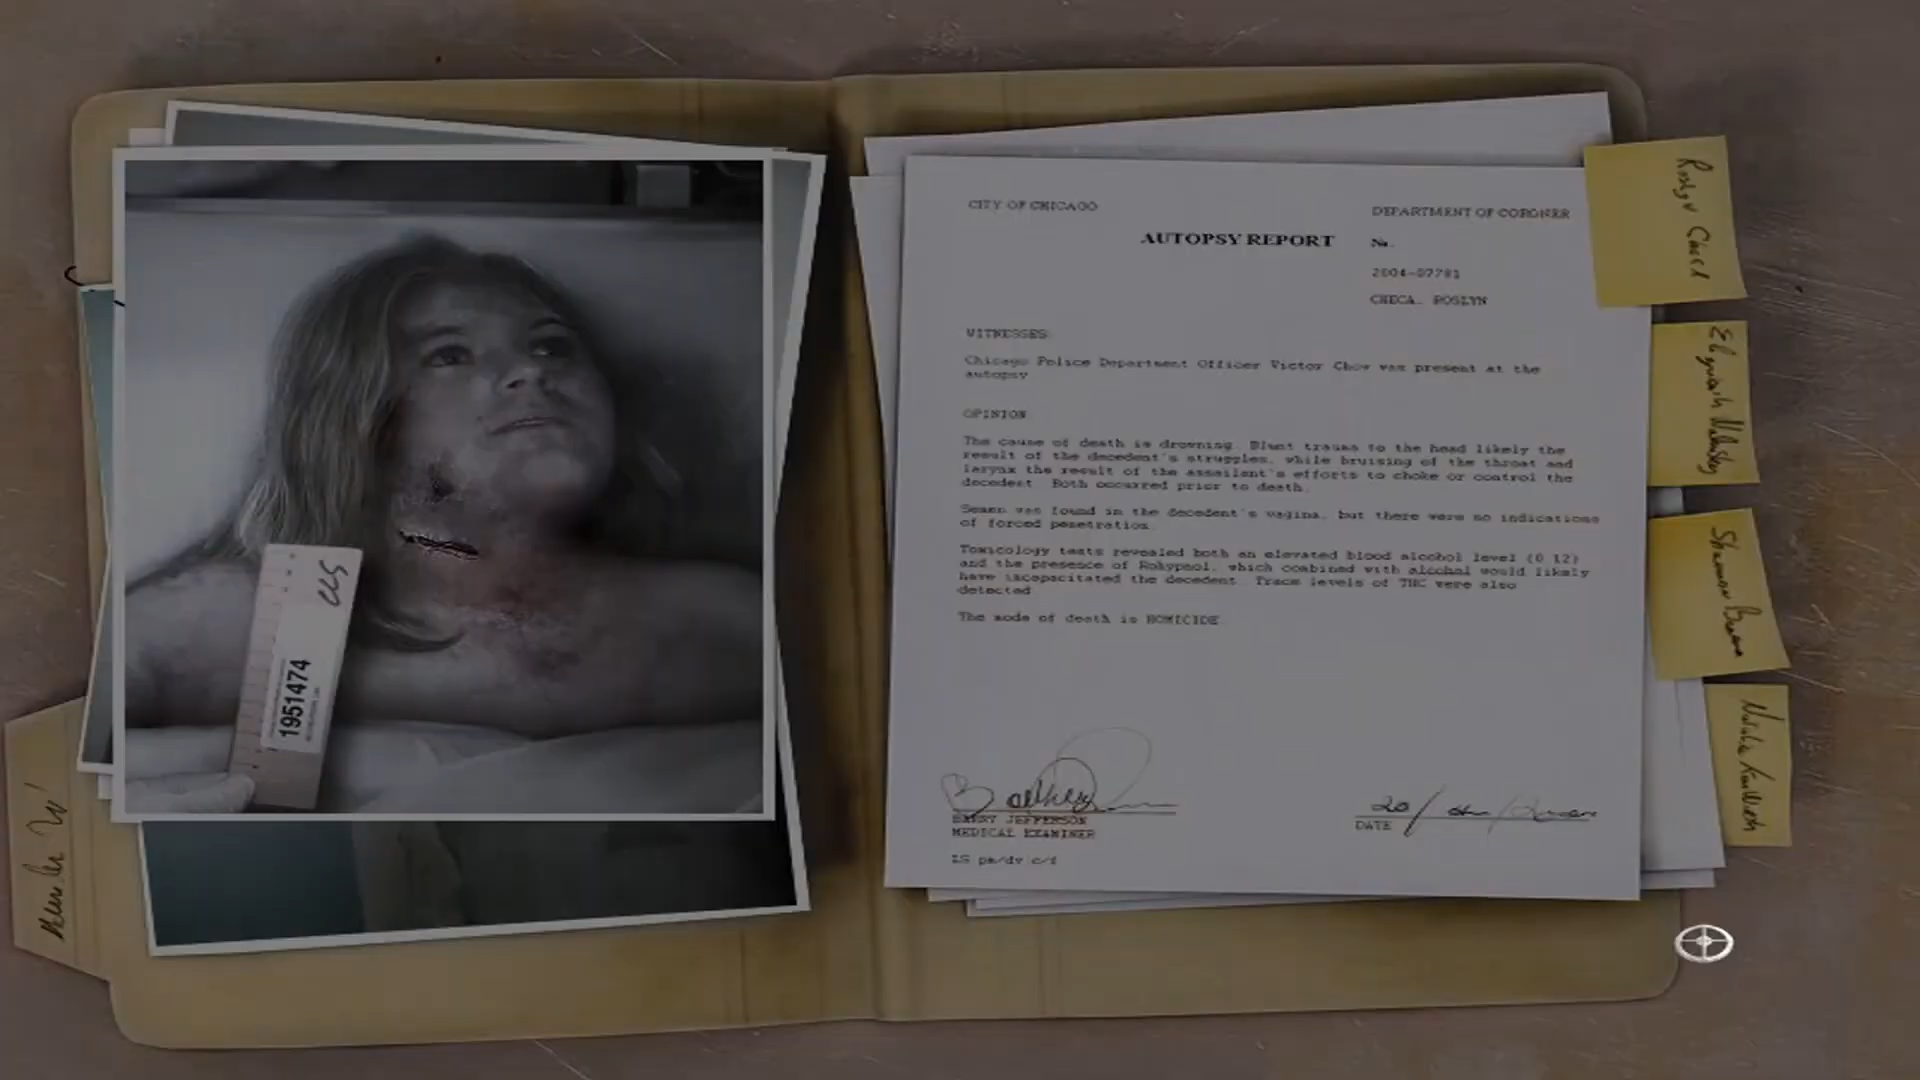 CITY OF CHICAGO
DEPARTMENT OF CORONER
AUTOPSY REPORT
No.
2004-07781
CHECA, ROSLYN
WITNESSES:
Chicago Police Department Officer Victor Chow was present at the
autopsy
OPINION
The cause of death is drowning. Blunt trauma to the head likely the
result of the decedent's struggles, while bruising of the throat and
larynx the result of the assailant's efforts to choke or control the
decedent. Both occurred prior to death.
Semen was found in the decedent's vagina, but there were no indications
of forced penetration.
Toxicology tests revealed both an elevated blood alcohol level (0.12)
and the presence of Rohypnol, which combined with alcohol would likely
have incapacitated the decedent. Trace levels of THC were also
detected
The mode of death is HOMICIDE.
BARRY JEFFERSON
MEDICAL EXAMINER
DATE
20/
1951474
Roslyn Checa